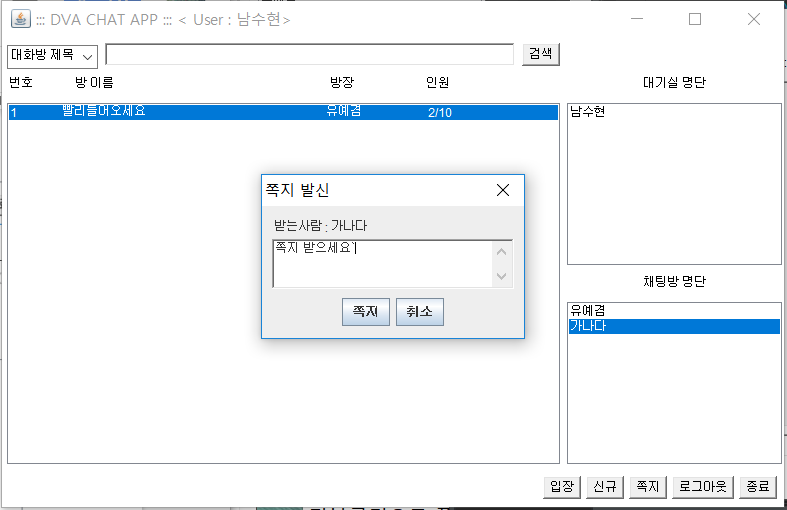 ::: DVA CHAT APP ::: < User : 남수현>
대화방 제목 검색
번호 방 이름 방장 인원 대기실 명단
1 빨리들어오세요 유예겸 2/10
남수현
쪽지 발신
받는사람 : 가나다
쪽지 받으세요`
쪽지 취소
채팅방 명단
유예겸
가나다
입장 신규 쪽지 로그아웃 종료